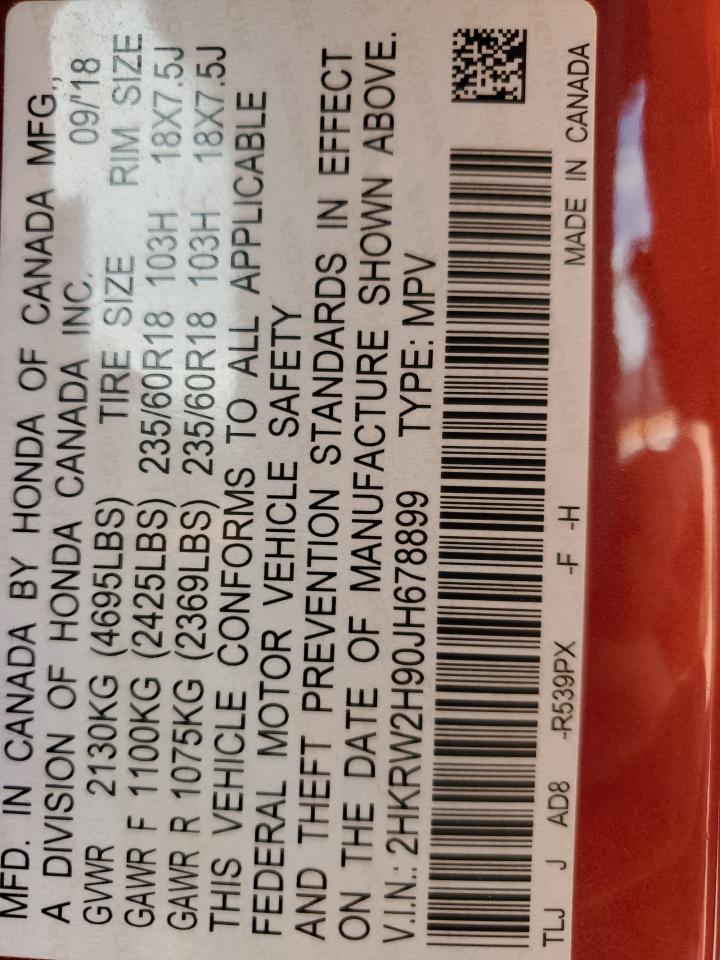 MFD. IN CANADA BY HONDA OF CANADA MFG.,
A DIVISION OF HONDA CANADA INC. 09/'18
GVWR 2130KG (4695LBS) TIRE SIZE RIM SIZE
GAWR F 1100KG (2425LBS) 235/60R18 103H 18X7.5J
GAWR R 1075KG (2369LBS) 235/60R18 103H 18X7.5J
THIS VEHICLE CONFORMS TO ALL APPLICABLE
FEDERAL MOTOR VEHICLE SAFETY
AND THEFT PREVENTION STANDARDS IN EFFECT
ON THE DATE OF MANUFACTURE SHOWN ABOVE.
V.I.N.: 2HKRW2H90JH678899 TYPE: MPV
TLJ J AD8 -R539PX -F -H MADE IN CANADA